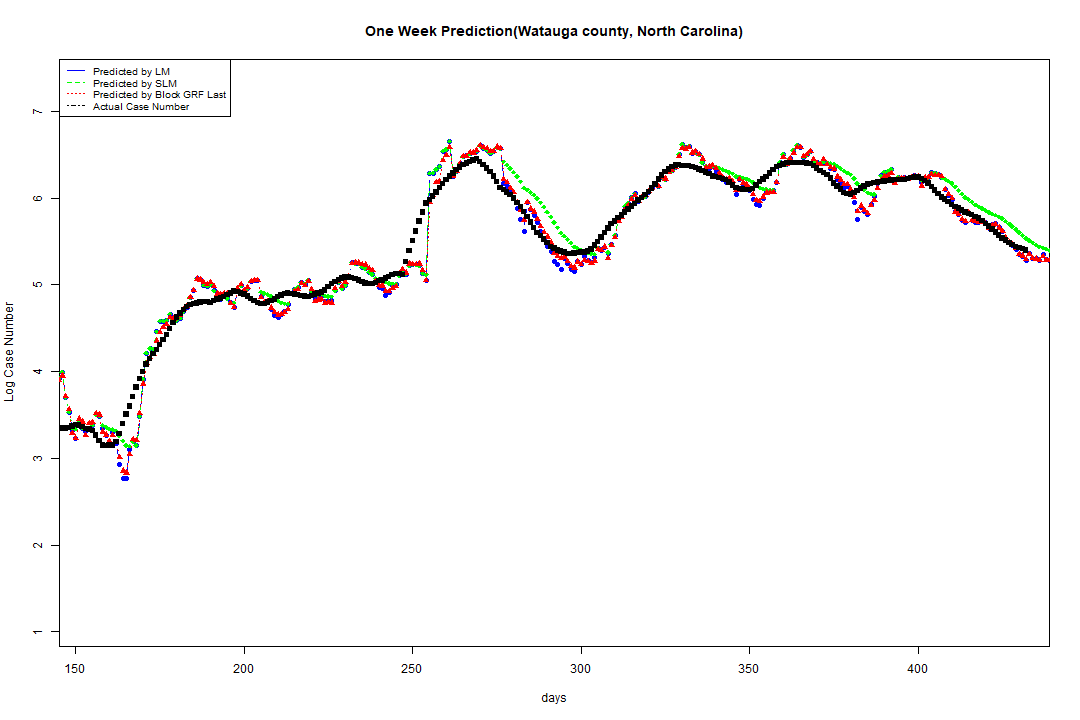 One Week Prediction(Watauga county, North Carolina)
Predicted by LM
Predicted by SLM
Predicted by Block GRF Last
Actual Case Number
7
6
5
4
3
2
1
Log Case Number
150 200 250 300 350 400
days